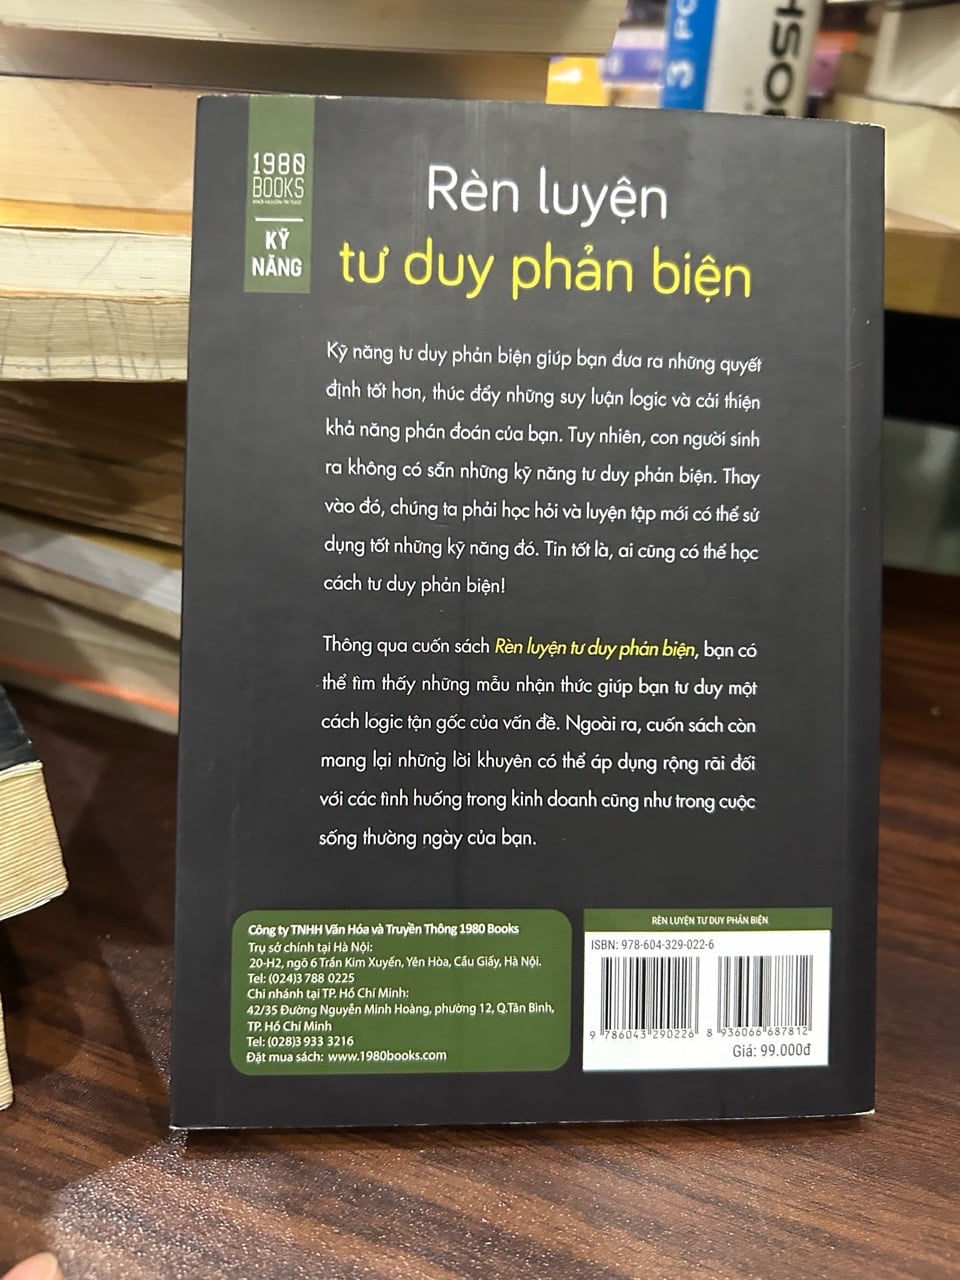 1980
BOOKS
KHƠI NGUỒN TRI THỨC
KỸ
NĂNG
Rèn luyện
tư duy phản biện
Kỹ năng tư duy phản biện giúp bạn đưa ra những quyết
định tốt hơn, thúc đẩy những suy luận logic và cải thiện
khả năng phán đoán của bạn. Tuy nhiên, con người sinh
ra không có sẵn những kỹ năng tư duy phản biện. Thay
vào đó, chúng ta phải học hỏi và luyện tập mới có thể sử
dụng tốt những kỹ năng đó. Tin tốt là, ai cũng có thể học
cách tư duy phản biện!
Thông qua cuốn sách Rèn luyện tư duy phản biện, bạn có
thể tìm thấy những mẫu nhận thức giúp bạn tư duy một
cách logic tận gốc của vấn đề. Ngoài ra, cuốn sách còn
mang lại những lời khuyên có thể áp dụng rộng rãi đối
với các tình huống trong kinh doanh cũng như trong cuộc
sống thường ngày của bạn.
Công ty TNHH Văn Hóa và Truyền Thông 1980 Books
Trụ sở chính tại Hà Nội:
20-H2, ngõ 6 Trần Kim Xuyến, Yên Hòa, Cầu Giấy, Hà Nội.
Tel: (024)3 788 0225
Chi nhánh tại TP. Hồ Chí Minh:
42/35 Đường Nguyễn Minh Hoàng, phường 12, Q.Tân Bình,
TP. Hồ Chí Minh
Tel: (028)3 933 3216
Đặt mua sách: www.1980books.com
RÈN LUYỆN TƯ DUY PHẢN BIỆN
ISBN: 978-604-329-022-6
9 786043 290226
8 936066 687812
Giá: 99.000đ